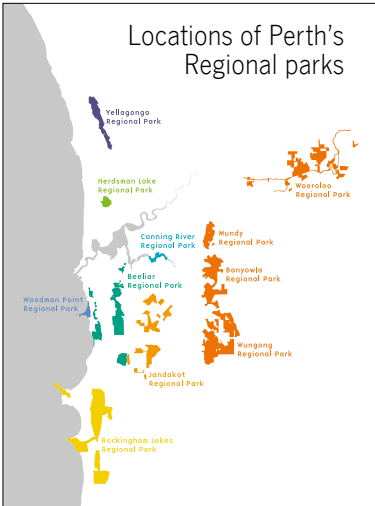 Locations of Perth's
Regional parks
Yellagonga
Regional Park
Wooroloo
Regional Park
Herdsman Lake
Regional Park
Canning River
Regional Park
Mundy
Regional Park
Banyowla
Regional Park
Beeliar
Regional Park
Woodman Point
Regional Park
Wungong
Regional Park
Jandakot
Regional Park
Rockingham Lakes
Regional Park